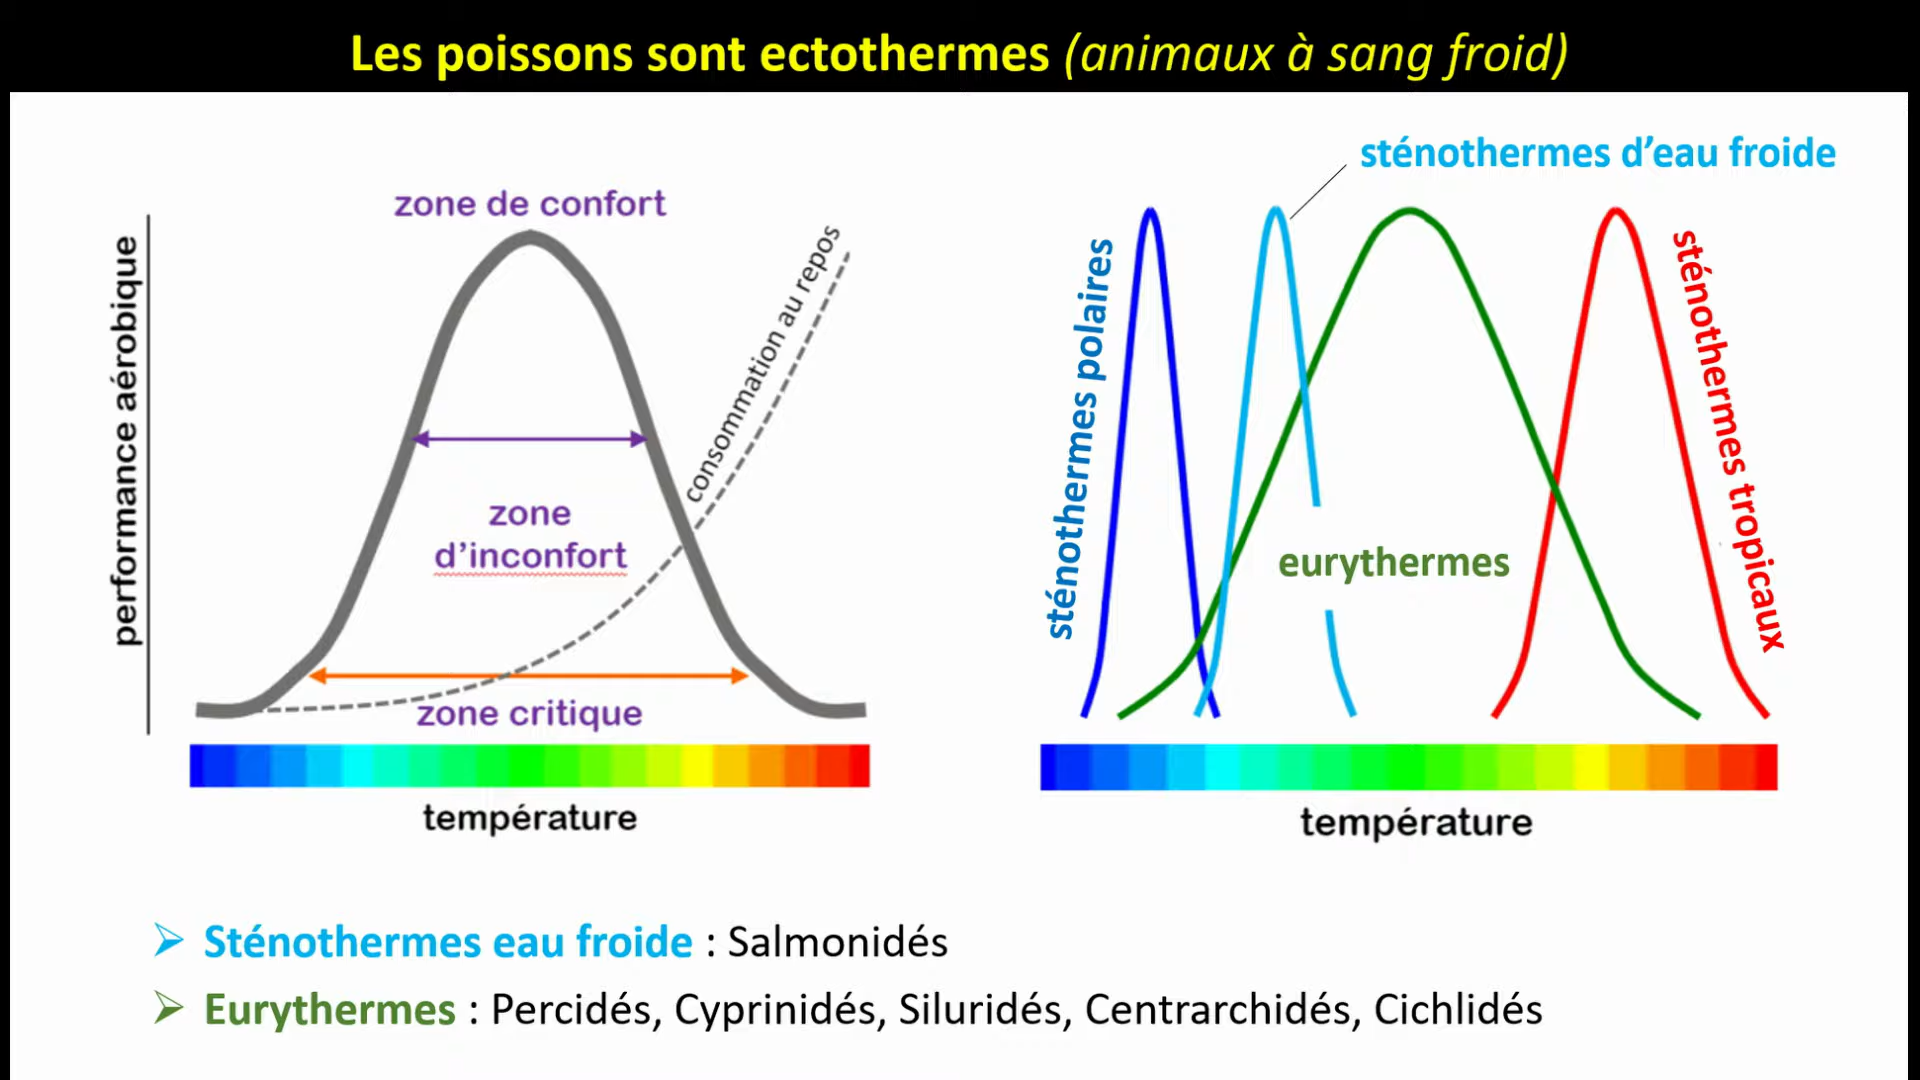 Les poissons sont ectothermes (animaux à sang froid)
performance aérobique
zone de confort
zone
d’inconfort
zone critique
consommation au repos
température
sténothermes polaires
sténothermes d’eau froide
eurythermes
sténothermes tropicaux
température
Sténothermes eau froide : Salmonidés
Eurythermes : Percidés, Cyprinidés, Siluridés, Centrarchidés, Cichlidés